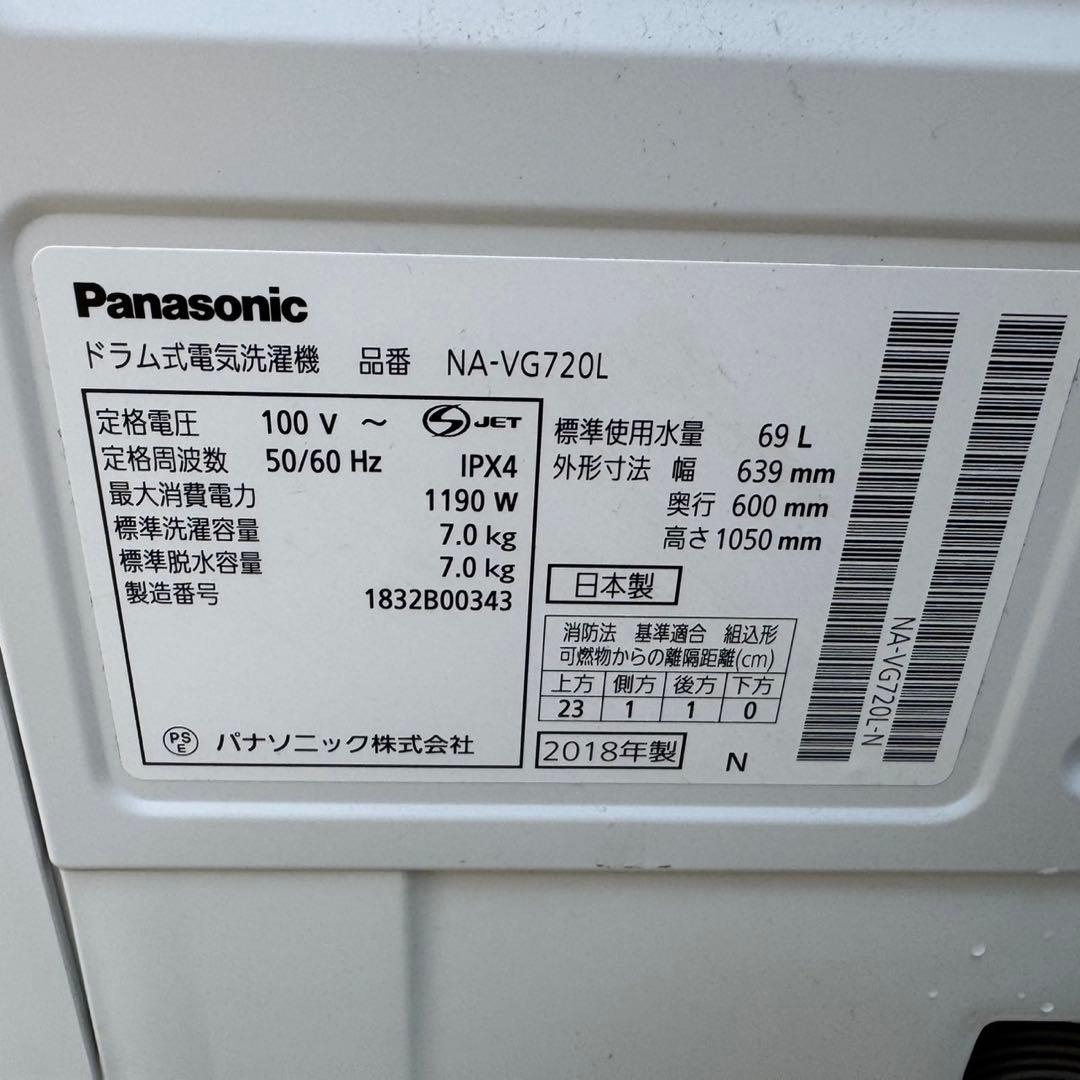 Panasonic
ドラム式電気洗濯機 品番 NA-VG720L
定格電圧 100 V ～ S JET
定格周波数 50/60 Hz IPX4
最大消費電力 1190 W
標準洗濯容量 7.0 kg
標準脱水容量 7.0 kg
製造番号 1832B00343
PS
E パナソニック株式会社
標準使用水量 69 L
外形寸法 幅 639 mm
奥行 600 mm
高さ 1050 mm
日本製
消防法 基準適合 組込形
可燃物からの離隔距離(cm)
上方 側方 後方 下方
23 1 1 0
2018年製 N
NA-VG720L-N